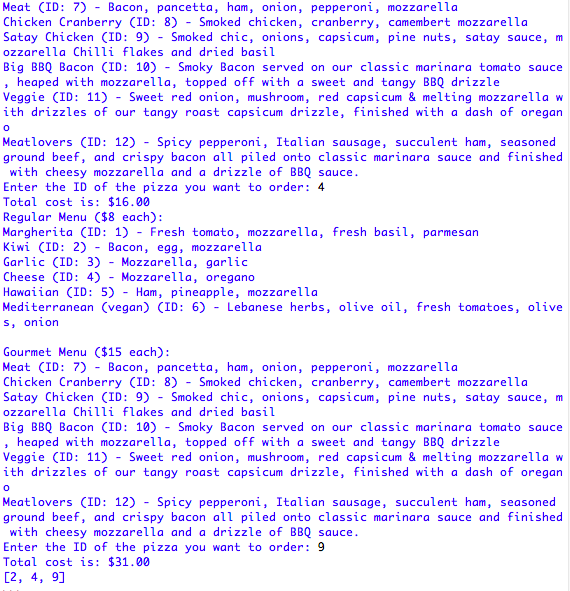 Meat (ID: 7) - Bacon, pancetta, ham, onion, pepperoni, mozzarella
Chicken Cranberry (ID: 8) - Smoked chicken, cranberry, camembert mozzarella
Satay Chicken (ID: 9) - Smoked chic, onions, capsicum, pine nuts, satay sauce, m
ozzarella Chilli flakes and dried basil
Big BBQ Bacon (ID: 10) - Smoky Bacon served on our classic marinara tomato sauce
, heaped with mozzarella, topped off with a sweet and tangy BBQ drizzle
Veggie (ID: 11) - Sweet red onion, mushroom, red capsicum & melting mozzarella w
ith drizzles of our tangy roast capsicum drizzle, finished with a dash of oregan
o
Meatlovers (ID: 12) - Spicy pepperoni, Italian sausage, succulent ham, seasoned
ground beef, and crispy bacon all piled onto classic marinara sauce and finished
 with cheesy mozzarella and a drizzle of BBQ sauce.
Enter the ID of the pizza you want to order: 4
Total cost is: $16.00
Regular Menu ($8 each):
Margherita (ID: 1) - Fresh tomato, mozzarella, fresh basil, parmesan
Kiwi (ID: 2) - Bacon, egg, mozzarella
Garlic (ID: 3) - Mozzarella, garlic
Cheese (ID: 4) - Mozzarella, oregano
Hawaiian (ID: 5) - Ham, pineapple, mozzarella
Mediterranean (vegan) (ID: 6) - Lebanese herbs, olive oil, fresh tomatoes, olive
s, onion

Gourmet Menu ($15 each):
Meat (ID: 7) - Bacon, pancetta, ham, onion, pepperoni, mozzarella
Chicken Cranberry (ID: 8) - Smoked chicken, cranberry, camembert mozzarella
Satay Chicken (ID: 9) - Smoked chic, onions, capsicum, pine nuts, satay sauce, m
ozzarella Chilli flakes and dried basil
Big BBQ Bacon (ID: 10) - Smoky Bacon served on our classic marinara tomato sauce
, heaped with mozzarella, topped off with a sweet and tangy BBQ drizzle
Veggie (ID: 11) - Sweet red onion, mushroom, red capsicum & melting mozzarella w
ith drizzles of our tangy roast capsicum drizzle, finished with a dash of oregan
o
Meatlovers (ID: 12) - Spicy pepperoni, Italian sausage, succulent ham, seasoned
ground beef, and crispy bacon all piled onto classic marinara sauce and finished
 with cheesy mozzarella and a drizzle of BBQ sauce.
Enter the ID of the pizza you want to order: 9
Total cost is: $31.00
[2, 4, 9]